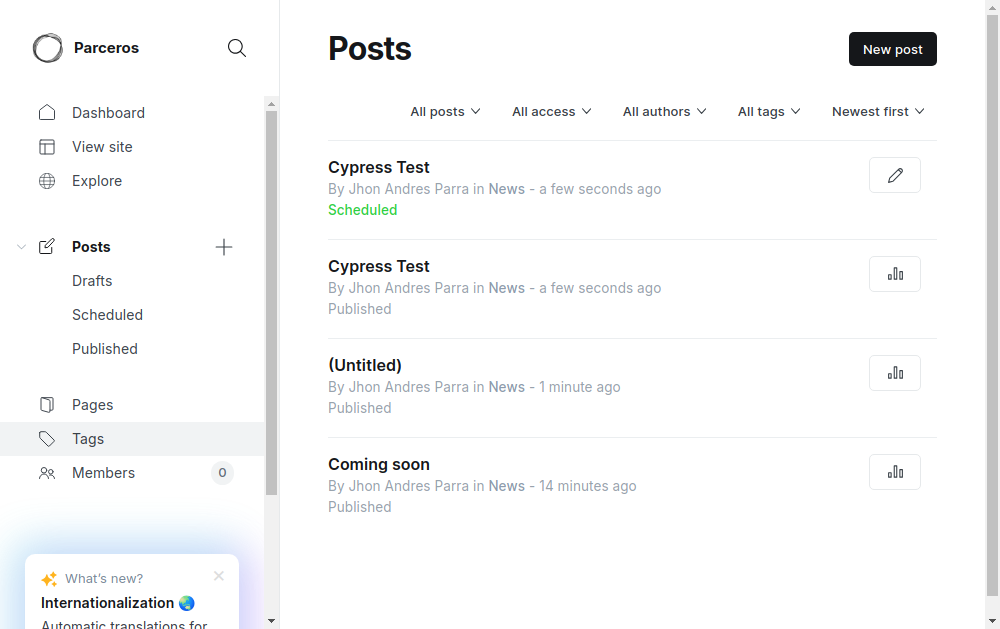 Parceros
Dashboard
View site
Explore
Posts
Drafts
Scheduled
Published
Pages
Tags
Members 0
What's new?
Internationalization 🌏
Automatic translations for
Posts
New post
All posts All access All authors All tags Newest first
Cypress Test
By Jhon Andres Parra in News - a few seconds ago
Scheduled
Cypress Test
By Jhon Andres Parra in News - a few seconds ago
Published
(Untitled)
By Jhon Andres Parra in News - 1 minute ago
Published
Coming soon
By Jhon Andres Parra in News - 14 minutes ago
Published